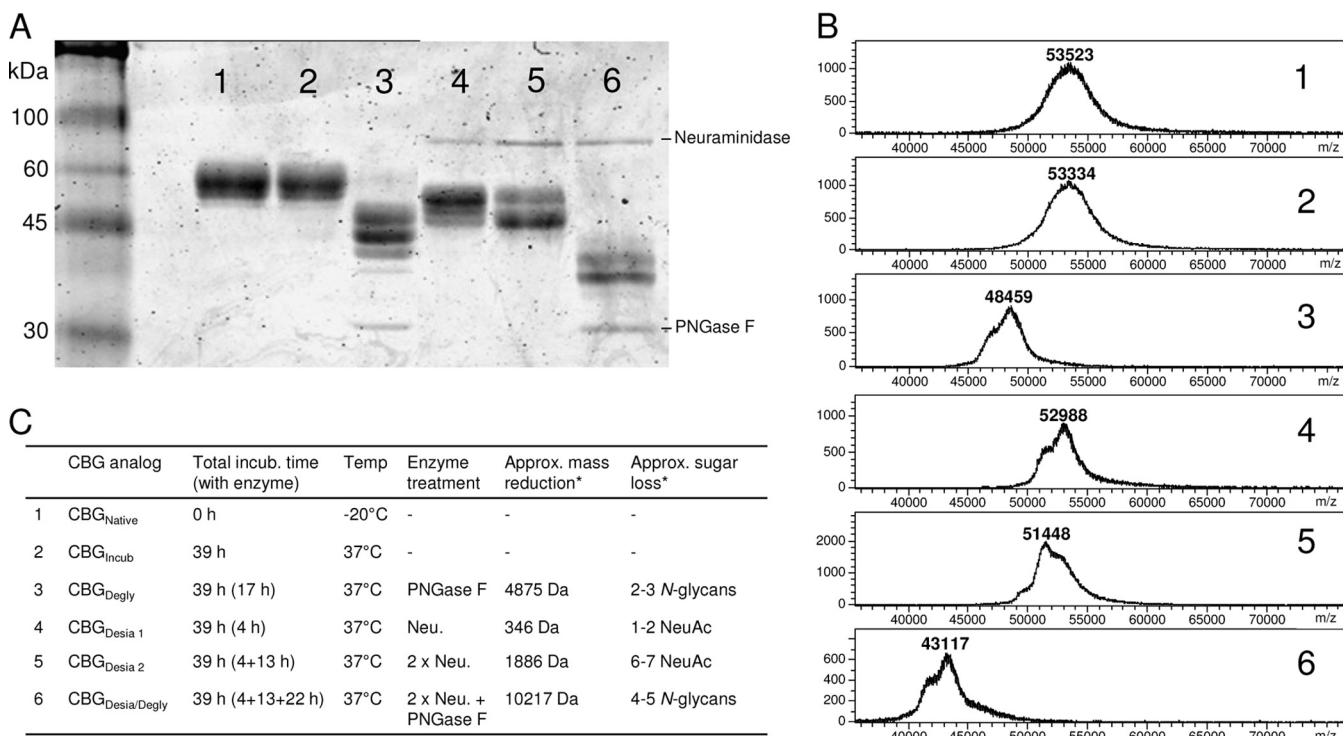 A
kDa
100
60
45
30
1 2 3 4 5 6
Neuraminidase
PNGase F
B
53523
1000
500
0
40000 45000 50000 55000 60000 65000 70000 m/z
1
53334
1000
500
0
40000 45000 50000 55000 60000 65000 70000 m/z
2
48459
1000
500
0
40000 45000 50000 55000 60000 65000 70000 m/z
3
52988
1000
500
0
40000 45000 50000 55000 60000 65000 70000 m/z
4
51448
2000
1000
0
40000 45000 50000 55000 60000 65000 70000 m/z
5
43117
600
400
200
0
40000 45000 50000 55000 60000 65000 70000 m/z
6
C
CBG analog Total incub. time Temp Enzyme Approx. mass Approx. sugar
(with enzyme) treatment reduction* loss*
1 CBGNative 0 h -20°C - - -
2 CBGIncub 39 h 37°C - - -
3 CBGDegly 39 h (17 h) 37°C PNGase F 4875 Da 2-3 N-glycans
4 CBGDesia 1 39 h (4 h) 37°C Neu. 346 Da 1-2 NeuAc
5 CBGDesia 2 39 h (4+13 h) 37°C 2 x Neu. 1886 Da 6-7 NeuAc
6 CBGDesia/Degly 39 h (4+13+22 h) 37°C 2 x Neu. + 10217 Da 4-5 N-glycans
PNGase F